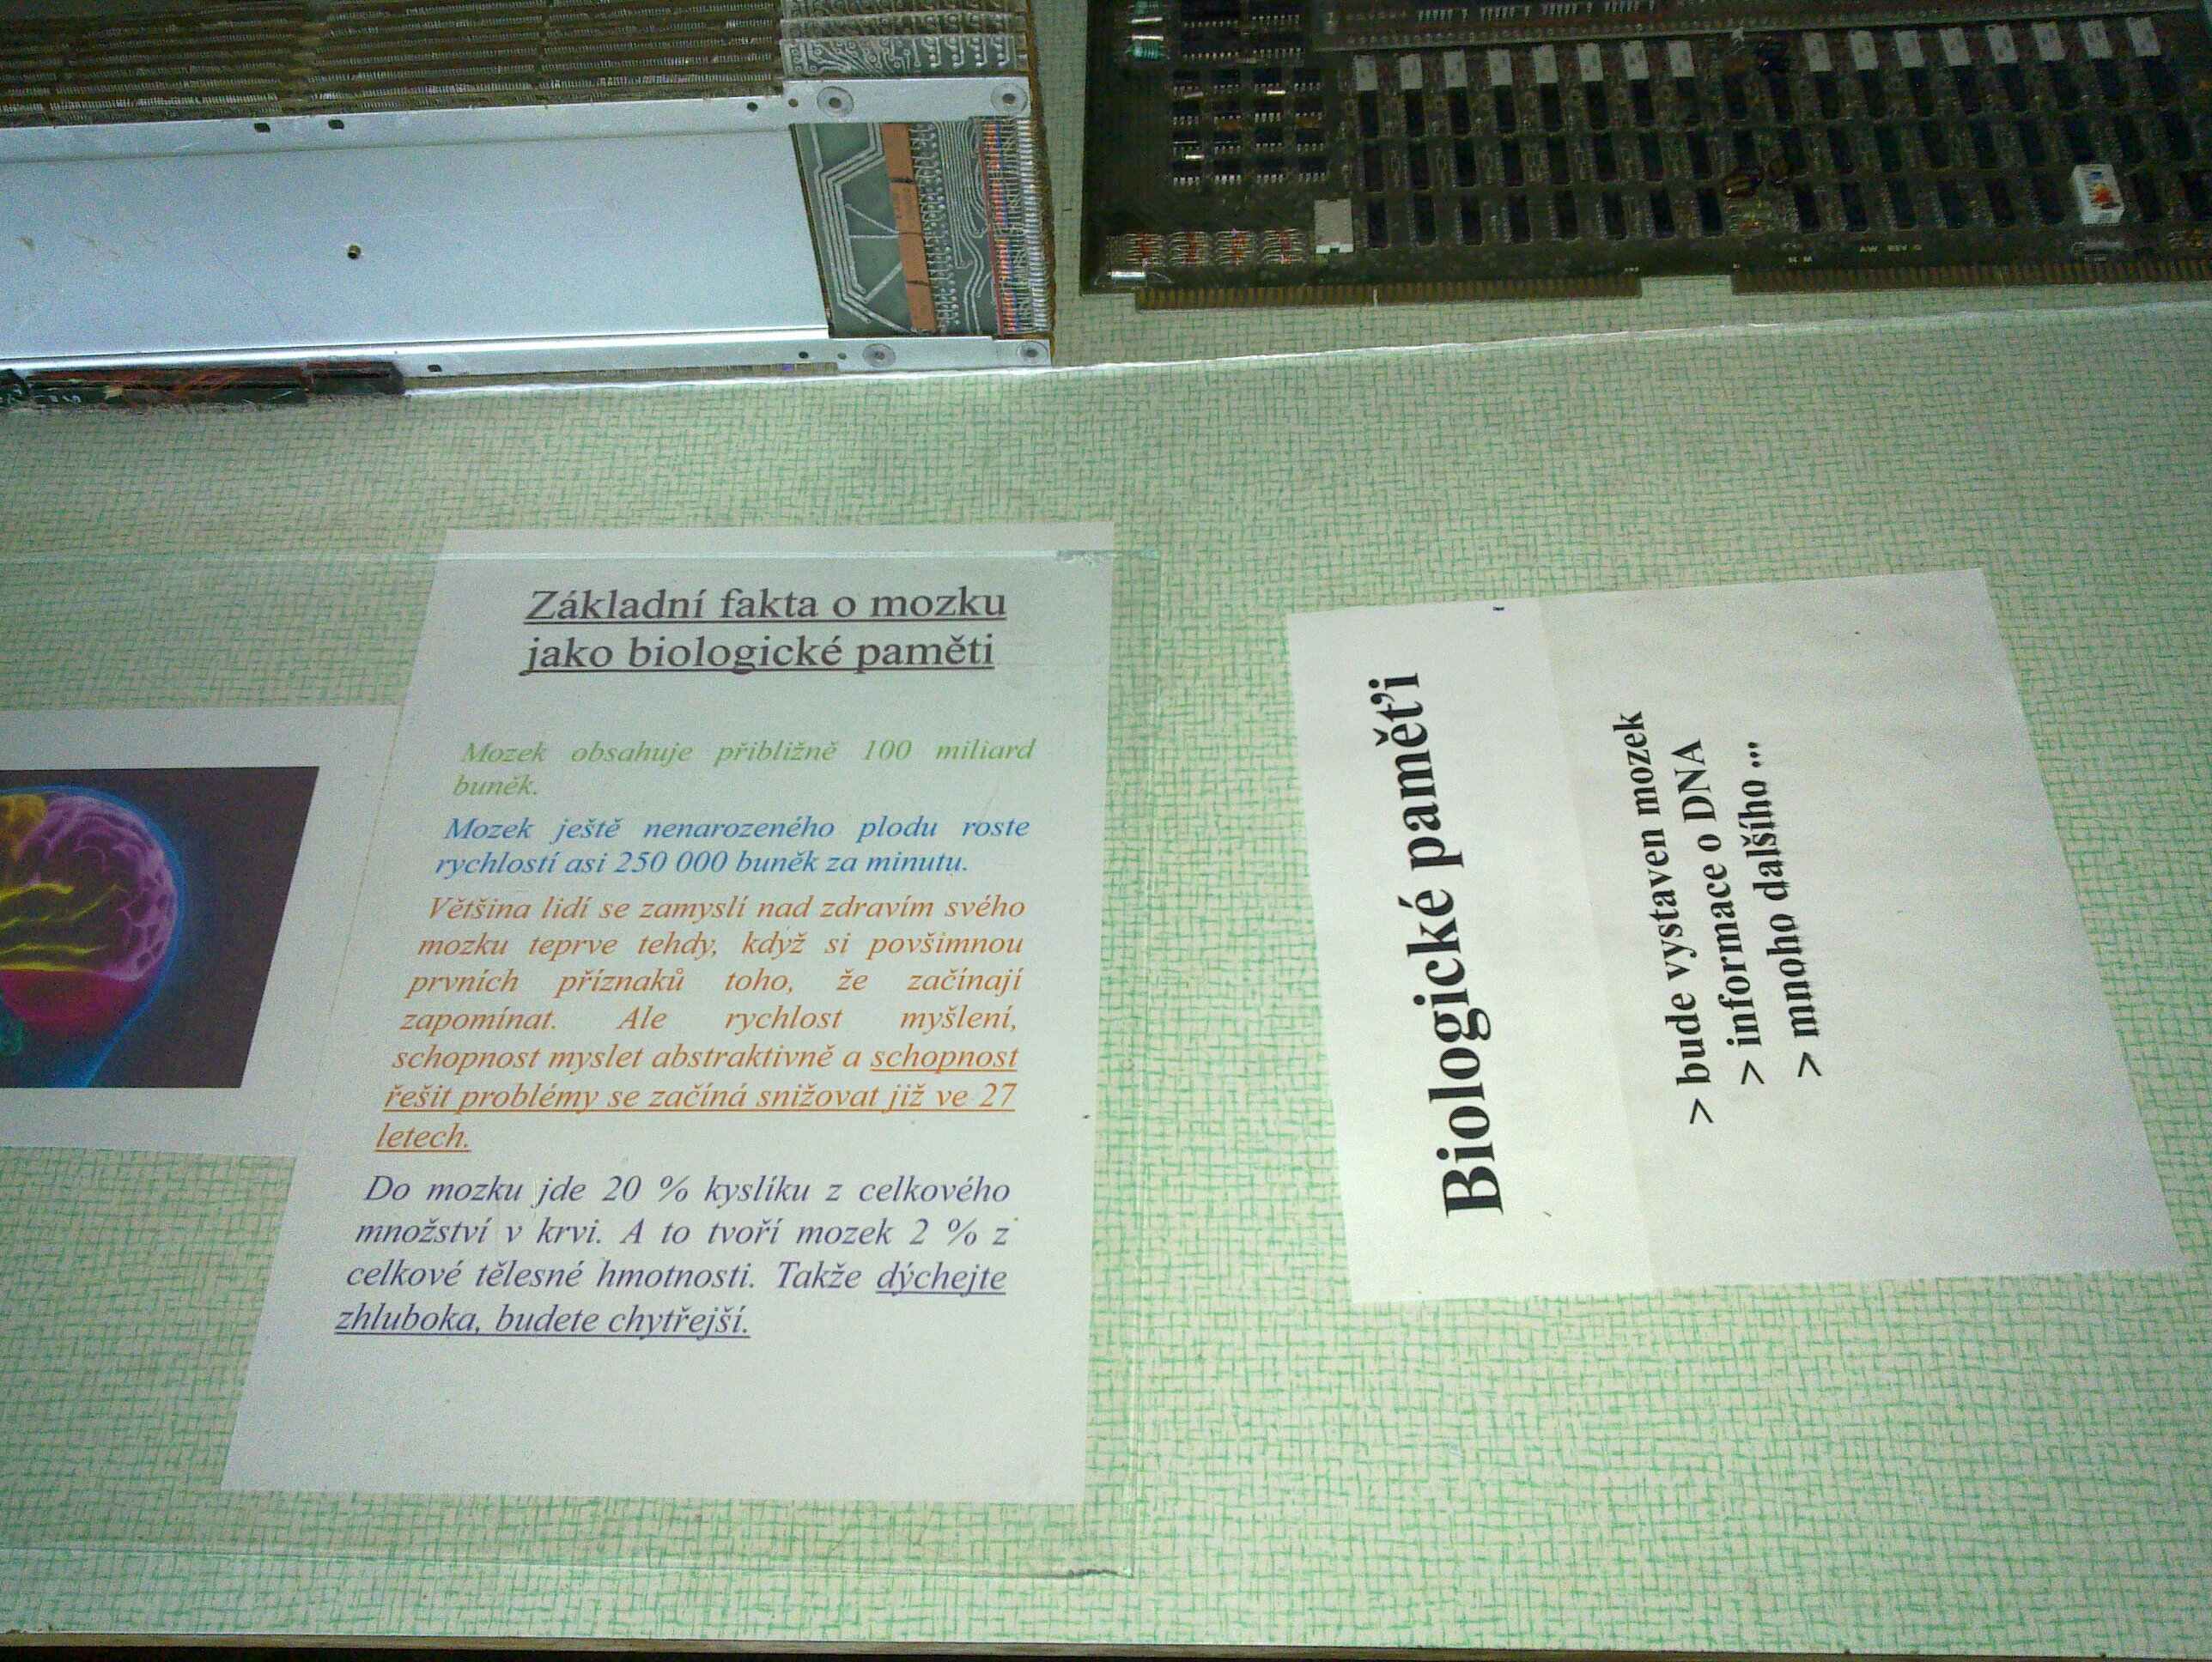 Základní fakta o mozku
jako biologické paměti
Mozek obsahuje přibližně 100 miliard
buněk.
Mozek ještě nenarozeného plodu roste
rychlostí asi 250 000 buněk za minutu.
Většina lidí se zamyslí nad zdravím svého
mozku teprve tehdy, když si povšimnou
prvních příznaků toho, že začínají
zapomínat. Ale rychlost myšlení,
schopnost myslet abstraktivně a schopnost
řešit problémy se začíná snižovat již ve 27
letech.
Do mozku jde 20 % kyslíku z celkového
množství v krvi. A to tvoří mozek 2 % z
celkové tělesné hmotnosti. Takže dýchejte
zhluboka, budete chytřejší.
Biologické paměťi
> bude vystaven mozek
> informace o DNA
> mnoho dalšího ...